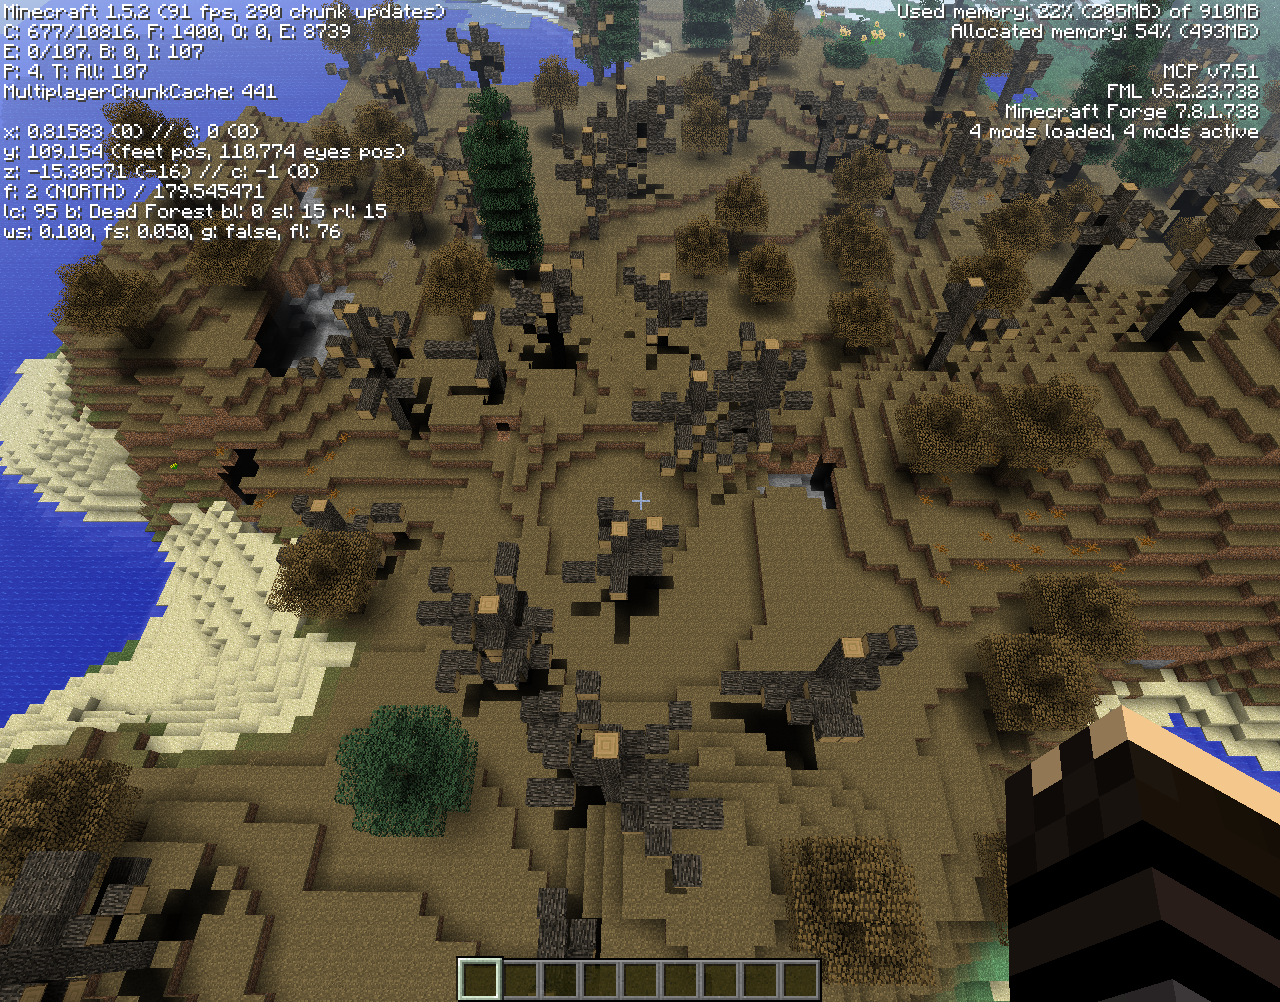 Minecraft 1.5.2 (91 fps, 290 chunk updates)
C: 677/10816. F: 1400, O: 0, E: 8739
E: 0/107. B: 0, I: 107
P: 4. T: All: 107
MultiplayerChunkCache: 441
x: 0.81583 (0) // c: 0 (0)
y: 109.154 (feet pos, 110.774 eyes pos)
z: -15.30571 (-16) // c: -1 (0)
f: 2 (NORTH) / 179.545471
lc: 95 b: Dead Forest bl: 0 sl: 15 rl: 15
ws: 0.100, fs: 0.050, g: false, fl: 76
Used memory: 22% (205MB) of 910MB
Allocated memory: 54% (493MB)
MCP v7.51
FML v5.2.23.738
Minecraft Forge 7.8.1.738
4 mods loaded, 4 mods active